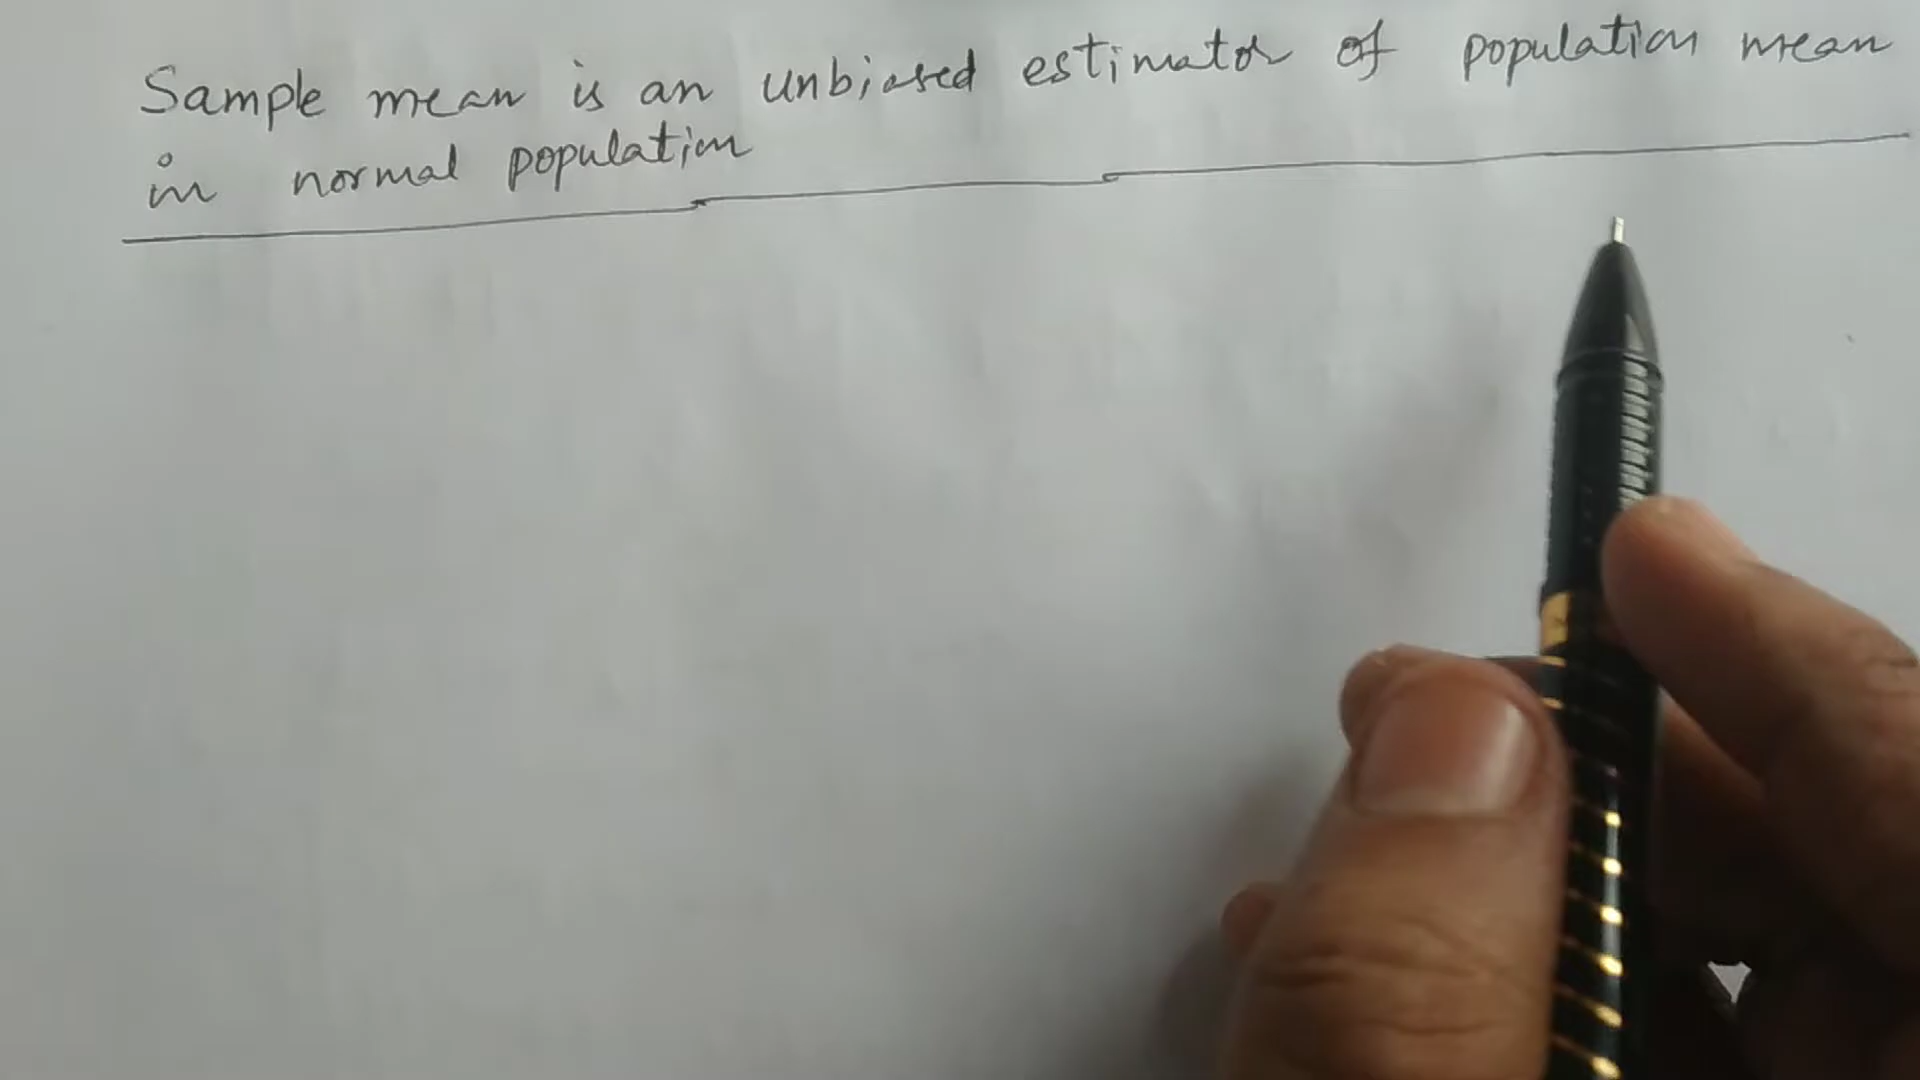 Sample mean is an unbiased estimator of population mean
in normal population